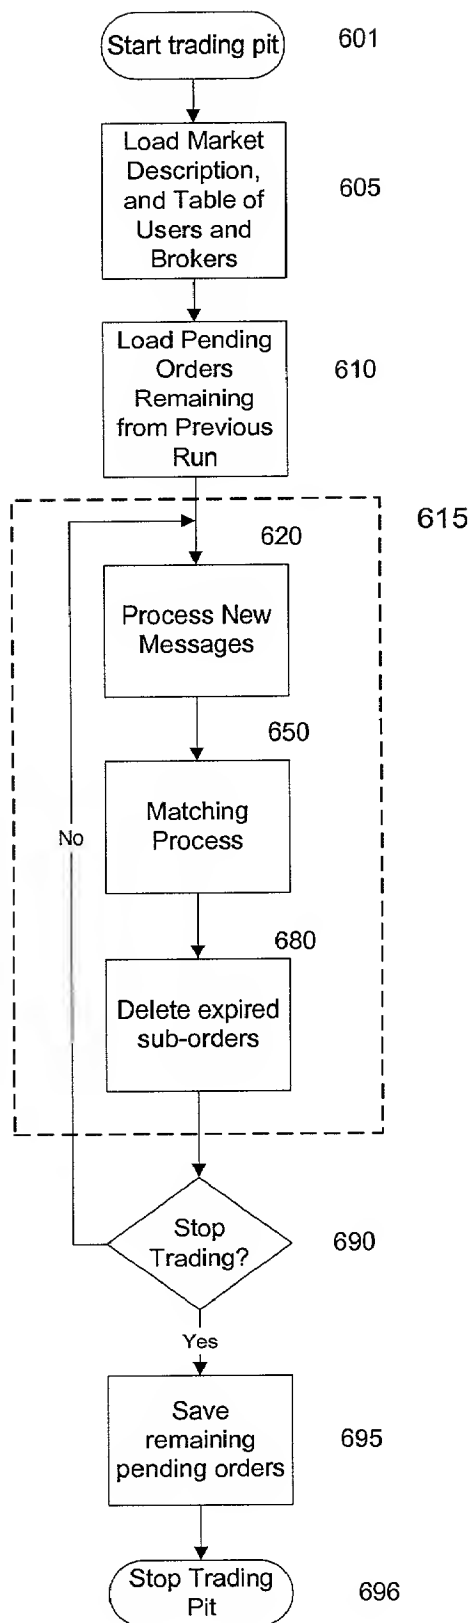 Start trading pit
601
Load Market
Description,
and Table of
Users and
Brokers
605
Load Pending
Orders
Remaining
from Previous
Run
610
615
620
Process New
Messages
650
Matching
Process
No
680
Delete expired
sub-orders
Stop
Trading?
690
Yes
Save
remaining
pending orders
695
Stop Trading
Pit
696